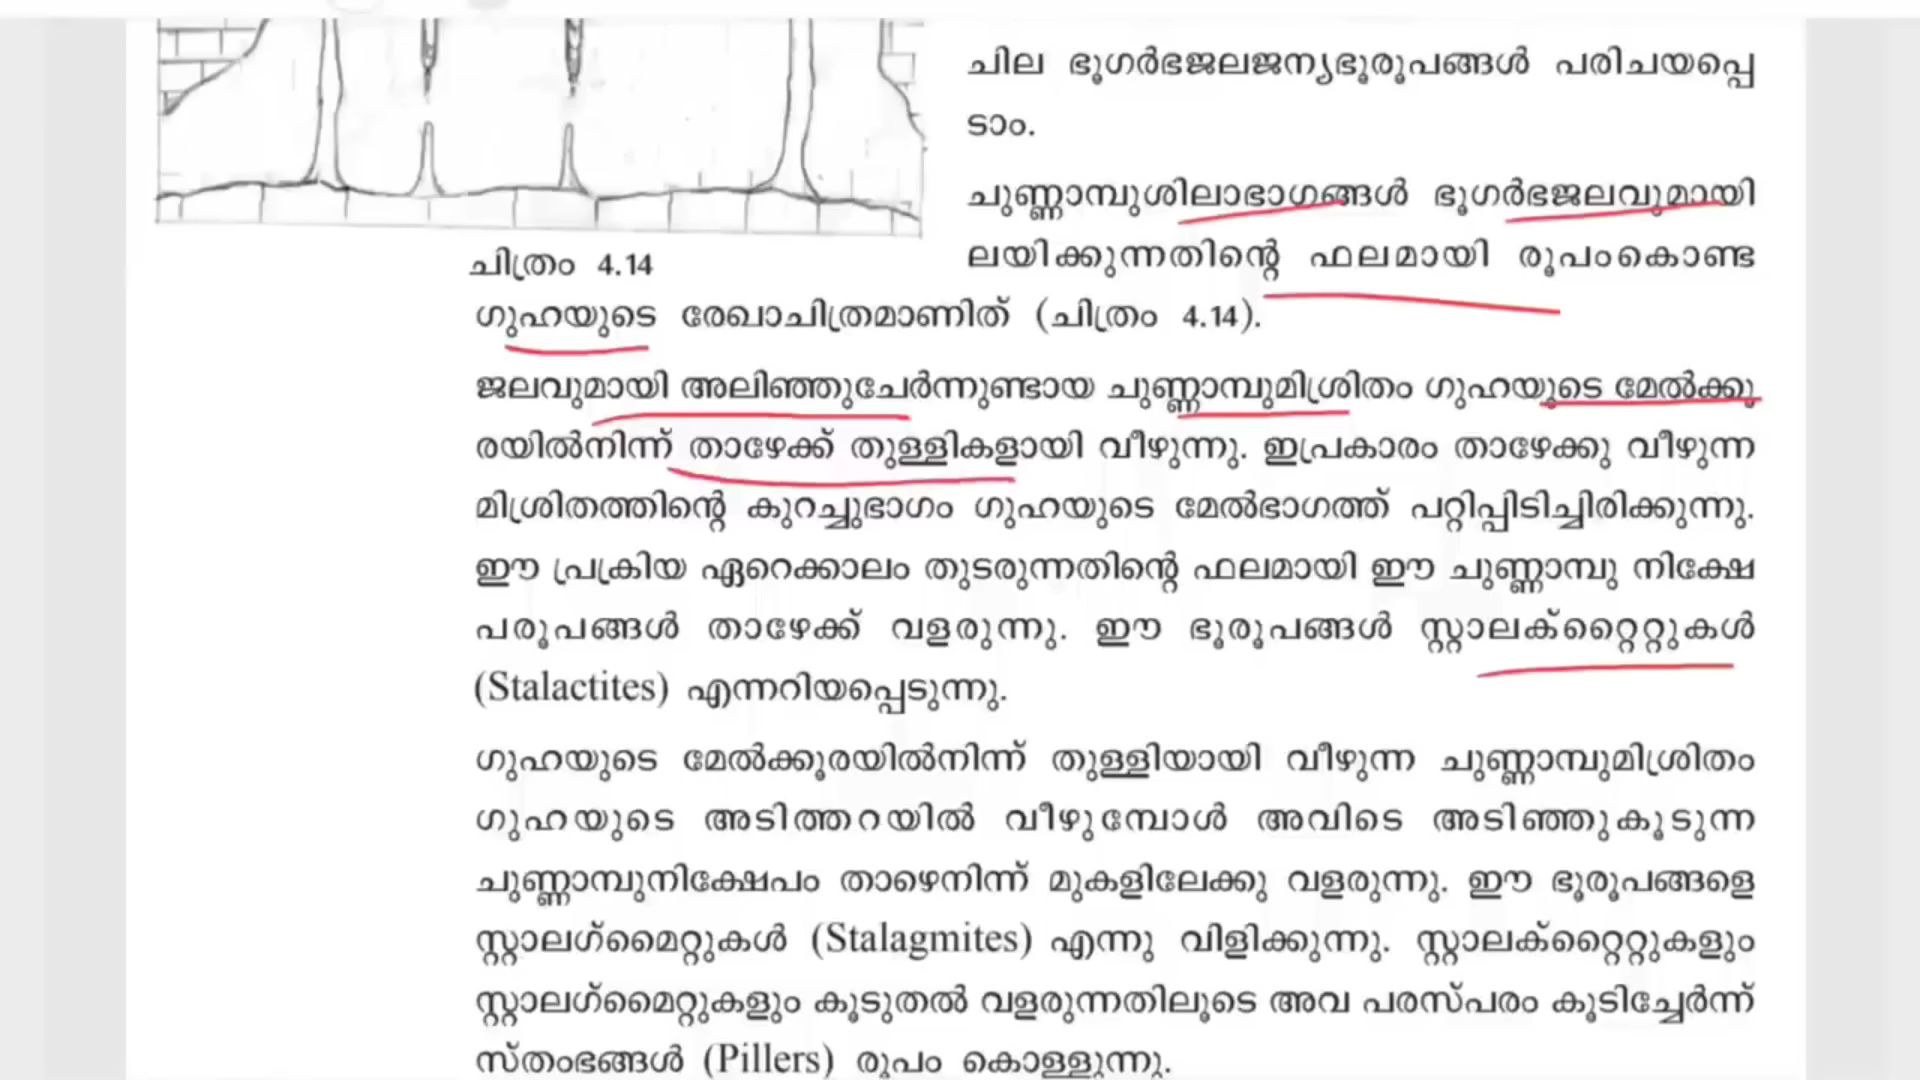 ചില ഭൂഗർഭജലജന്യഭൂരൂപങ്ങൾ പരിചയപ്പെ
ടാം.
ചുണ്ണാമ്പുശിലാഭാഗങ്ങൾ ഭൂഗർഭജലവുമായി
ലയിക്കുന്നതിന്റെ ഫലമായി രൂപംകൊണ്ട
ചിത്രം 4.14
ഗുഹയുടെ രേഖാചിത്രമാണിത് (ചിത്രം 4.14).
ജലവുമായി അലിഞ്ഞുചേർന്നുണ്ടായ ചുണ്ണാമ്പുമിശ്രിതം ഗുഹയുടെ മേൽക്കൂ
രയിൽനിന്ന് താഴേക്ക് തുള്ളികളായി വീഴുന്നു. ഇപ്രകാരം താഴേക്കു വീഴുന്ന
മിശ്രിതത്തിന്റെ കുറച്ചുഭാഗം ഗുഹയുടെ മേൽഭാഗത്ത് പറ്റിപ്പിടിച്ചിരിക്കുന്നു.
ഈ പ്രക്രിയ ഏറെക്കാലം തുടരുന്നതിന്റെ ഫലമായി ഈ ചുണ്ണാമ്പു നിക്ഷേ
പരൂപങ്ങൾ താഴേക്ക് വളരുന്നു. ഈ ഭൂരൂപങ്ങൾ സ്റ്റാലക്റ്റൈറ്റുകൾ
(Stalactites) എന്നറിയപ്പെടുന്നു.
ഗുഹയുടെ മേൽക്കൂരയിൽനിന്ന് തുള്ളിയായി വീഴുന്ന ചുണ്ണാമ്പുമിശ്രിതം
ഗുഹയുടെ അടിത്തറയിൽ വീഴുമ്പോൾ അവിടെ അടിഞ്ഞുകൂടുന്ന
ചുണ്ണാമ്പുനിക്ഷേപം താഴെനിന്ന് മുകളിലേക്കു വളരുന്നു. ഈ ഭൂരൂപങ്ങളെ
സ്റ്റാലഗ്മൈറ്റുകൾ (Stalagmites) എന്നു വിളിക്കുന്നു. സ്റ്റാലക്റ്റൈറ്റുകളും
സ്റ്റാലഗ്മൈറ്റുകളും കൂടുതൽ വളരുന്നതിലൂടെ അവ പരസ്പരം കൂടിച്ചേർന്ന്
സ്തംഭങ്ങൾ (Pillers) രൂപം കൊള്ളുന്നു.